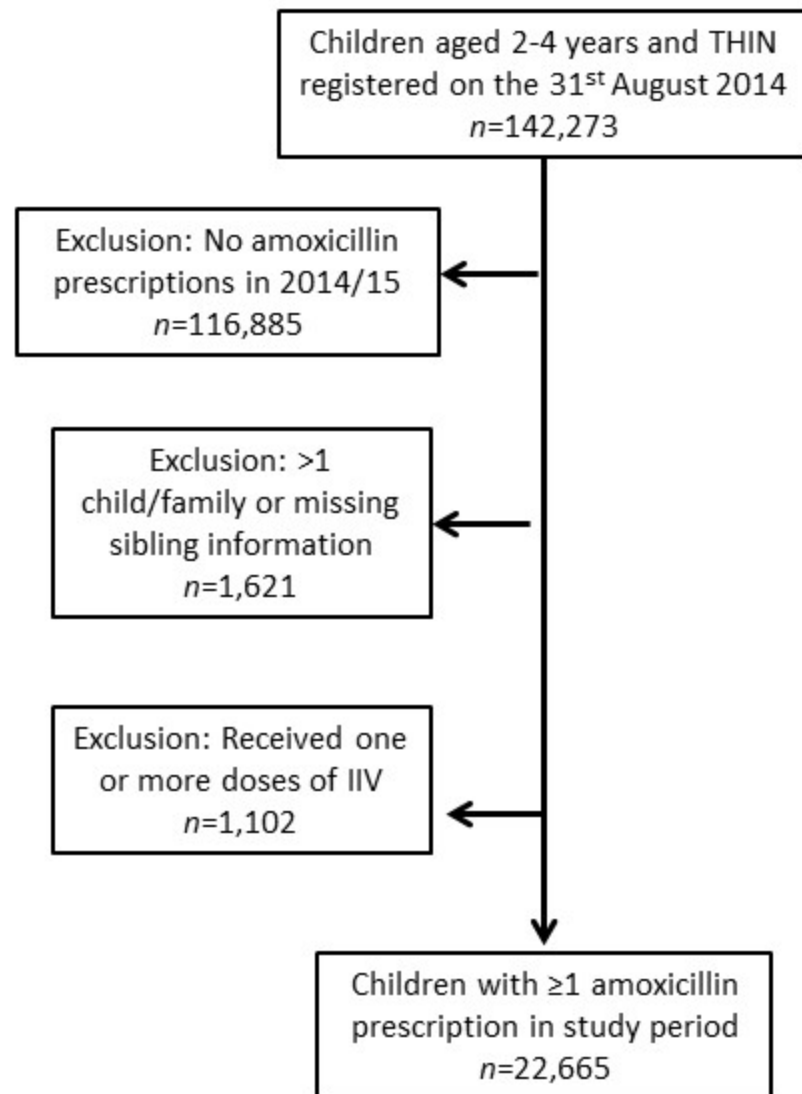 Children aged 2-4 years and THIN
registered on the 31st August 2014
n=142,273
Exclusion: No amoxicillin
prescriptions in 2014/15
n=116,885
Exclusion: >1
child/family or missing
sibling information
n=1,621
Exclusion: Received one
or more doses of IIV
n=1,102
Children with ≥1 amoxicillin
prescription in study period
n=22,665